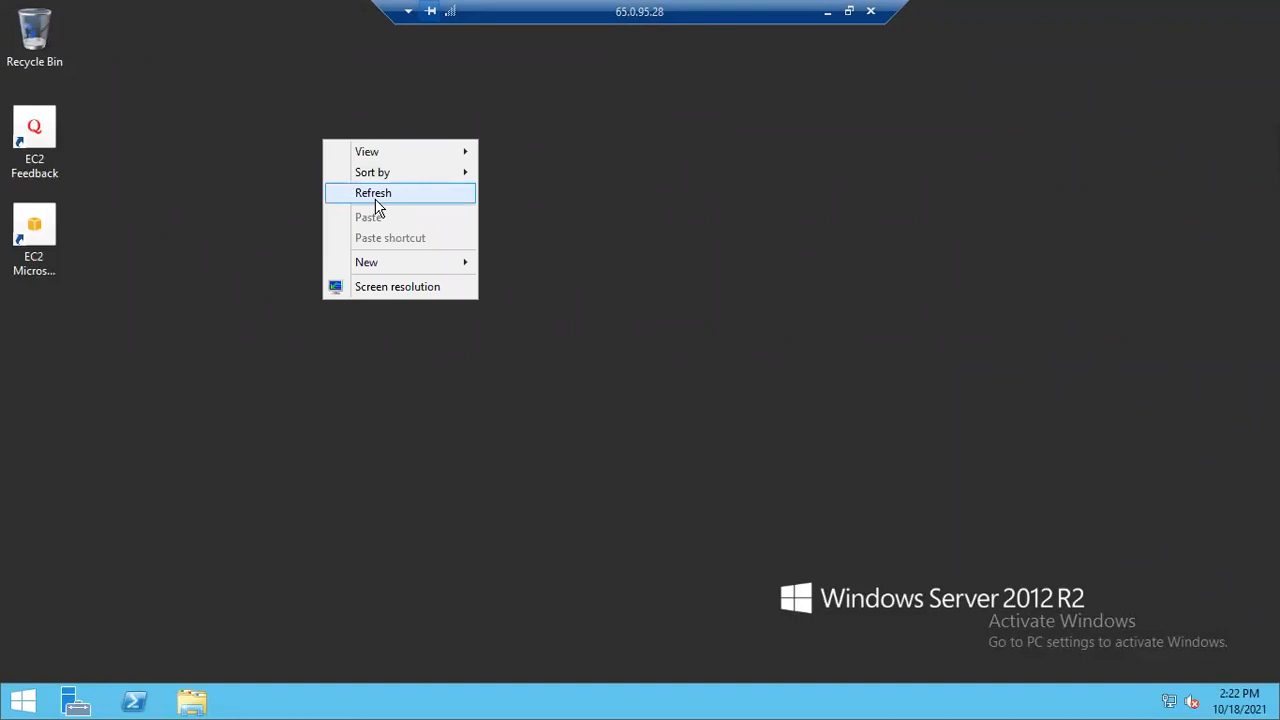 65.0.95.28
Recycle Bin
Q
EC2
Feedback
EC2
Micros...
View
Sort by
Refresh
Paste
Paste shortcut
New
Screen resolution
Windows Server 2012 R2
Activate Windows
Go to PC settings to activate Windows.
2:22 PM
10/18/2021